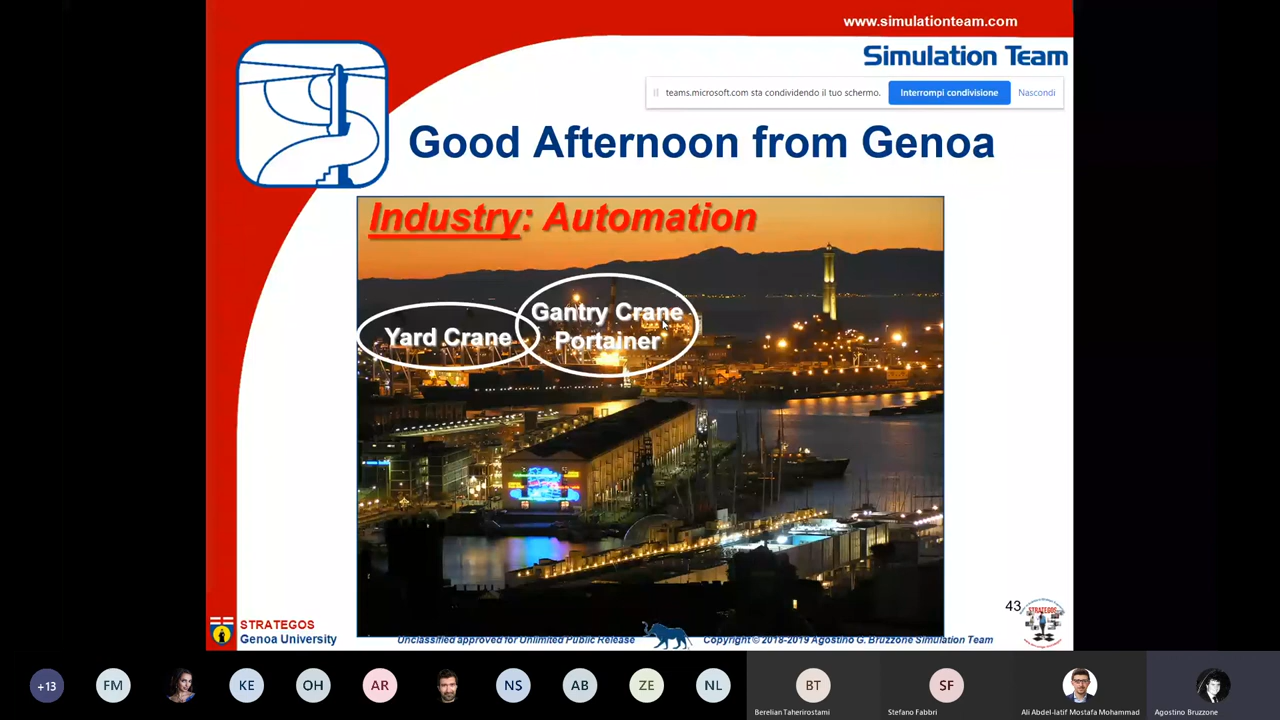 www.simulationteam.com
Simulation Team
teams.microsoft.com sta condividendo il tuo schermo.
Interrompi condivisione
Nascondi
Good Afternoon from Genoa
Industry: Automation
Gantry Crane
Portainer
Yard Crane
43
STRATEGOS
STRATEGOS
Genoa University
Unclassified approved for Unlimited Public Release
Copyright © 2018-2019 Agostino G. Bruzzone Simulation Team
+13
FM
KE
OH
AR
NS
AB
ZE
NL
BT
SF
Berelian Taherirostami
Stefano Fabbri
Ali Abdel-latif Mostafa Mohammad
Agostino Bruzzone